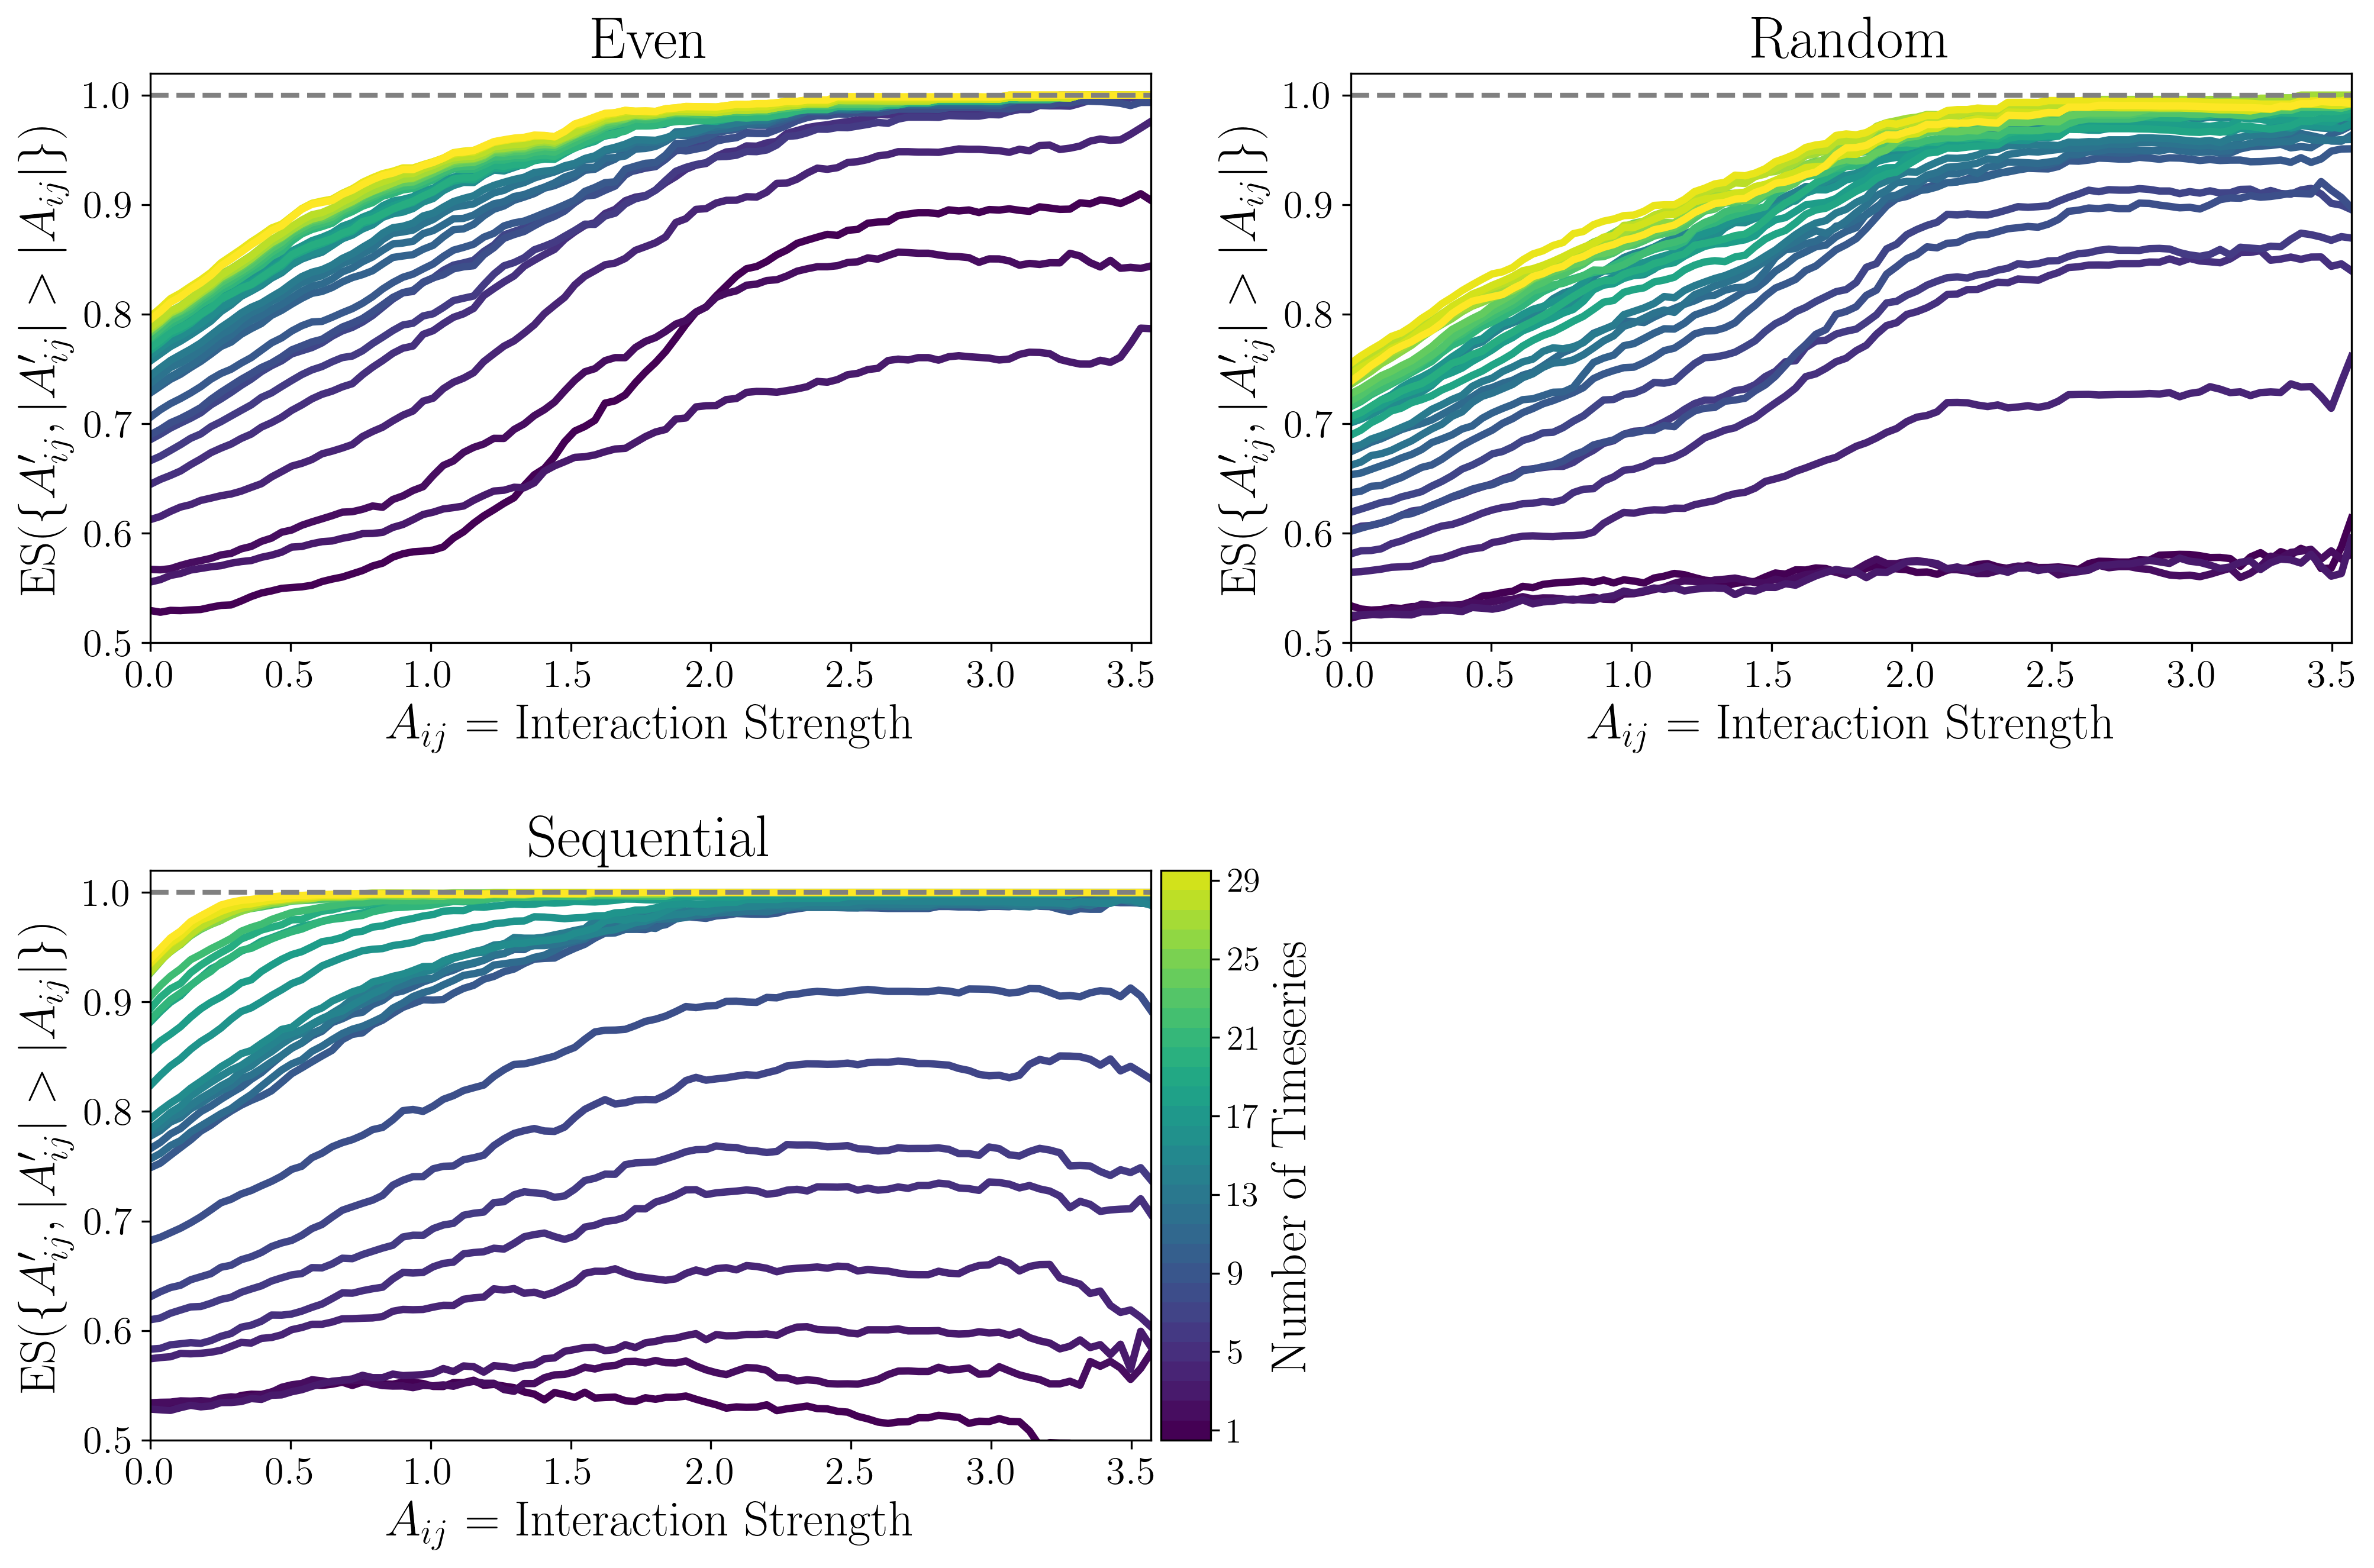 Even
1.0
0.9
0.8
0.7
0.6
0.5
ES({A'ij, |A'ij| > |Aij|})
0.0 0.5 1.0 1.5 2.0 2.5 3.0 3.5
Aij = Interaction Strength
Random
1.0
0.9
0.8
0.7
0.6
0.5
ES({A'ij, |A'ij| > |Aij|})
0.0 0.5 1.0 1.5 2.0 2.5 3.0 3.5
Aij = Interaction Strength
Sequential
1.0
0.9
0.8
0.7
0.6
0.5
ES({A'ij, |A'ij| > |Aij|})
0.0 0.5 1.0 1.5 2.0 2.5 3.0 3.5
Aij = Interaction Strength
29
25
21
17
13
9
5
1
Number of Timeseries